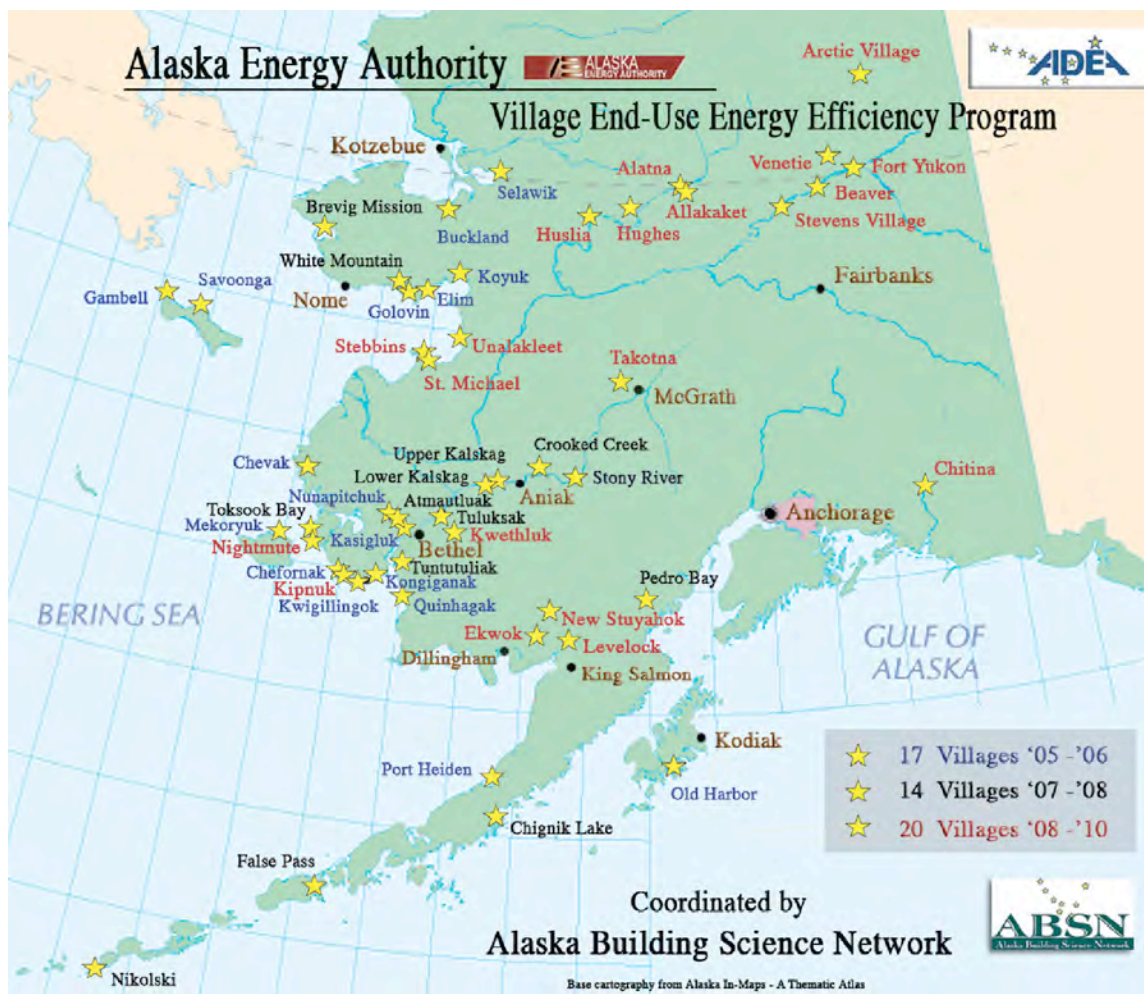 Alaska Energy Authority
ALASKA
ENERGY AUTHORITY
AIDEA
Arctic Village
Village End-Use Energy Efficiency Program
Kotzebue
Selawik
Alatna
Venetie
Fort Yukon
Brevig Mission
Buckland
Huslia
Hughes
Allakaket
Beaver
Stevens Village
White Mountain
Koyuk
Savoonga
Gambell
Nome
Golovin
Elim
Fairbanks
Stebbins
Unalakleet
St. Michael
Takotna
McGrath
Upper Kalskag
Crooked Creek
Chevak
Lower Kalskag
Stony River
Chitina
Nunapitchuk
Atmautluak
Aniak
Toksook Bay
Tuluksak
Anchorage
Mekoryuk
Kasigluk
Kwethluk
Nightmute
Bethel
Tuntutuliak
Chefornak
Kongiganak
Kipnuk
Kwigillingok
Quinhagak
Pedro Bay
BERING SEA
New Stuyahok
Ekwok
Levelock
GULF OF
ALASKA
Dillingham
King Salmon
Kodiak
Port Heiden
Old Harbor
17 Villages '05 -'06
14 Villages '07 -'08
20 Villages '08 -'10
Chignik Lake
False Pass
Nikolski
Coordinated by
Alaska Building Science Network
ABSN
Alaska Building Science Network
Base cartography from Alaska In-Maps - A Thematic Atlas